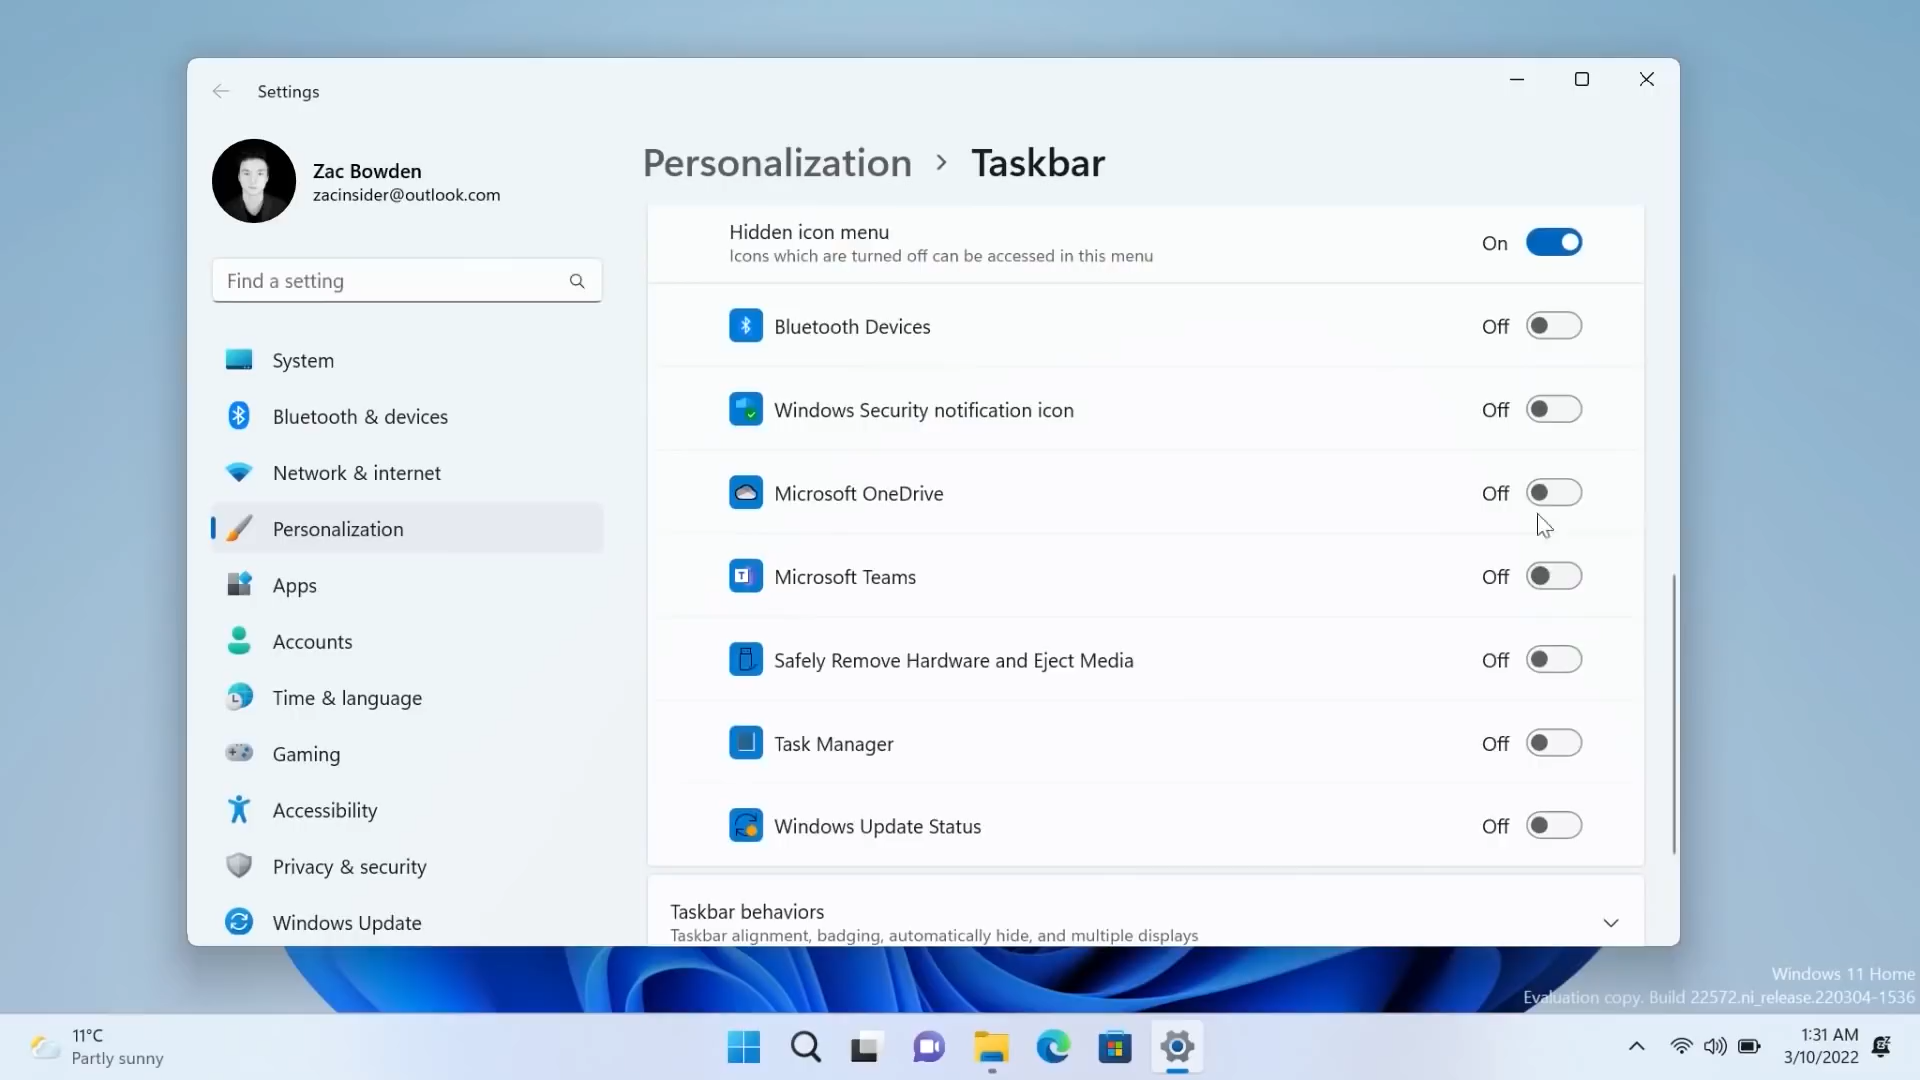 Settings
Zac Bowden
zacinsider@outlook.com
Find a setting
System
Bluetooth & devices
Network & internet
Personalization
Apps
Accounts
Time & language
Gaming
Accessibility
Privacy & security
Windows Update
Personalization > Taskbar
Hidden icon menu
Icons which are turned off can be accessed in this menu
On
Bluetooth Devices
Off
Windows Security notification icon
Off
Microsoft OneDrive
Off
Microsoft Teams
Off
Safely Remove Hardware and Eject Media
Off
Task Manager
Off
Windows Update Status
Off
Taskbar behaviors
Taskbar alignment, badging, automatically hide, and multiple displays
Windows 11 Home
Evaluation copy. Build 22572.ni_release.220304-1536
11°C
Partly sunny
1:31 AM
3/10/2022